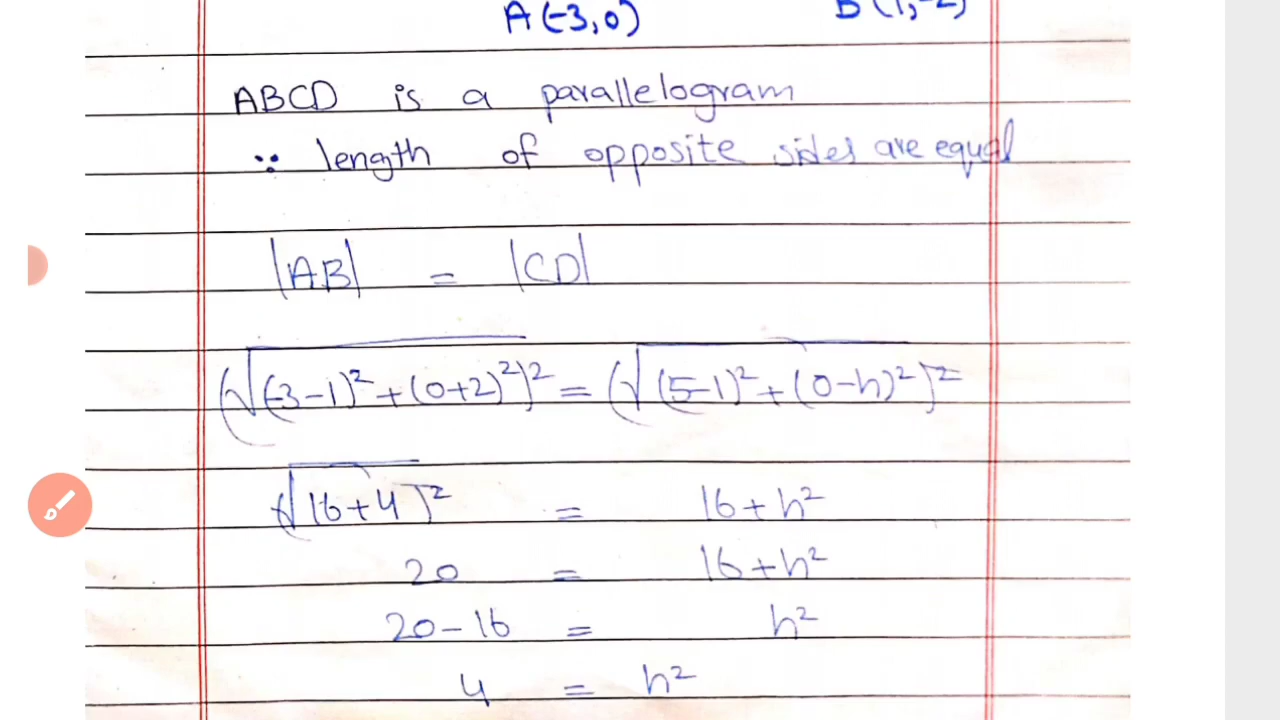 A (-3,0) B (1,-2)
ABCD is a parallelogram
∵ length of opposite sides are equal
|AB| = |CD|
(√(-3-1)²+(0+2)²)² = (√(5-1)²+(0-h)²)²
(√16+4)² = 16+h²
20 = 16+h²
20-16 = h²
4 = h²